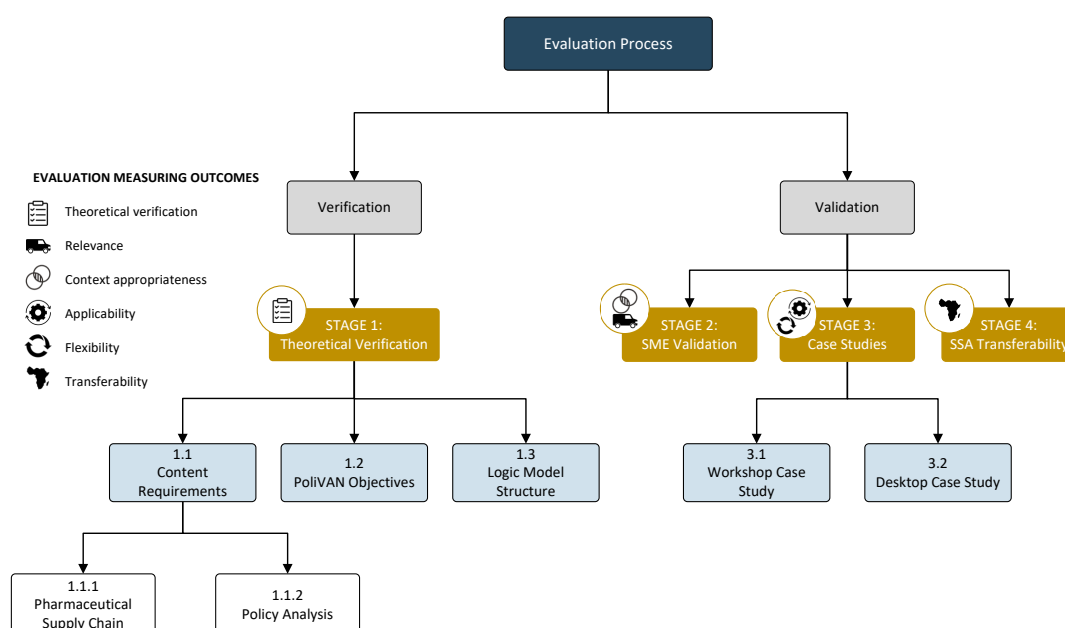 Evaluation Process
EVALUATION MEASURING OUTCOMES
Theoretical verification
Relevance
Context appropriateness
Applicability
Flexibility
Transferability
Verification
Validation
STAGE 1:
Theoretical Verification
STAGE 2:
SME Validation
STAGE 3:
Case Studies
STAGE 4:
SSA Transferability
1.1
Content
Requirements
1.2
PoliVAN Objectives
1.3
Logic Model
Structure
3.1
Workshop Case
Study
3.2
Desktop Case Study
1.1.1
Pharmaceutical
Supply Chain
1.1.2
Policy Analysis